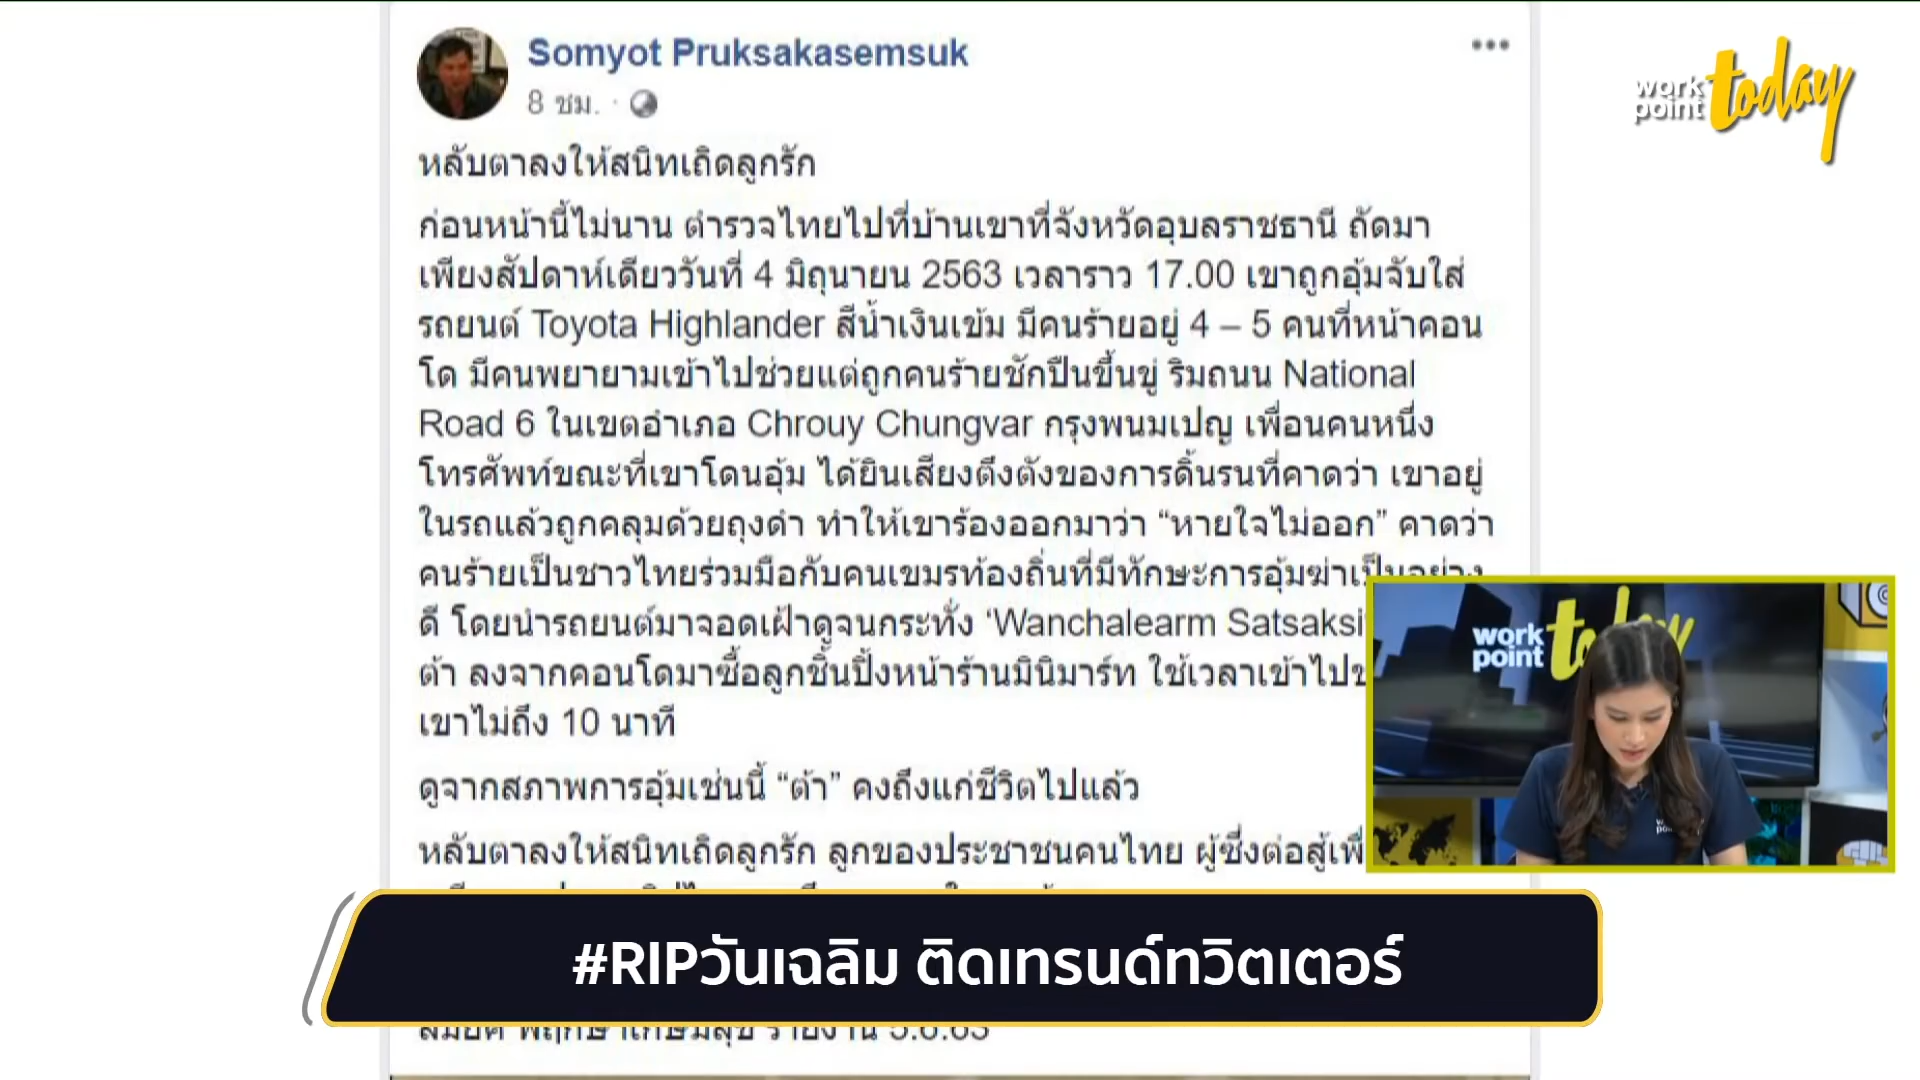 Somyot Pruksakasemsuk
8 ชม. ·
work
point today
หลับตาลงให้สนิทเถิดลูกรัก
ก่อนหน้านี้ไม่นาน ตำรวจไทยไปที่บ้านเขาที่จังหวัดอุบลราชธานี ถัดมา
เพียงสัปดาห์เดียววันที่ 4 มิถุนายน 2563 เวลาราว 17.00 เขาถูกอุ้มจับใส่
รถยนต์ Toyota Highlander สีน้ำเงินเข้ม มีคนร้ายอยู่ 4 – 5 คนที่หน้าคอน
โด มีคนพยายามเข้าไปช่วยแต่ถูกคนร้ายชักปืนขึ้นขู่ ริมถนน National
Road 6 ในเขตอำเภอ Chrouy Chungvar กรุงพนมเปญ เพื่อนคนหนึ่ง
โทรศัพท์ขณะที่เขาโดนอุ้ม ได้ยินเสียงตึงตังของการดิ้นรนที่คาดว่า เขาอยู่
ในรถแล้วถูกคลุมด้วยถุงดำ ทำให้เขาร้องออกมาว่า “หายใจไม่ออก” คาดว่า
คนร้ายเป็นชาวไทยร่วมมือกับคนเขมรท้องถิ่นที่มีทักษะการอุ้มฆ่าเป็นอย่าง
ดี โดยนำรถยนต์มาจอดเฝ้าดูจนกระทั่ง ‘Wanchalearm Satsaksi
ต้า ลงจากคอนโดมาซื้อลูกชิ้นปิ้งหน้าร้านมินิมาร์ท ใช้เวลาเข้าไป
เขาไม่ถึง 10 นาที
ดูจากสภาพการอุ้มเช่นนี้ “ต้า” คงถึงแก่ชีวิตไปแล้ว
หลับตาลงให้สนิทเถิดลูกรัก ลูกของประชาชนคนไทย ผู้ซึ่งต่อสู้เพื่
work
point
#RIPวันเฉลิม ติดเทรนด์ทวิตเตอร์
สมยศ พฤกษาเกษมสุข รายงาน 5.6.63